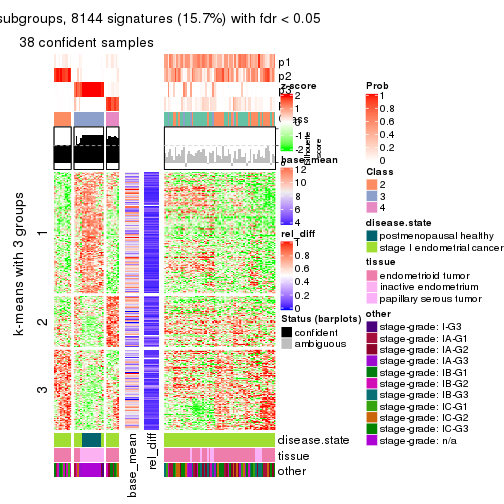 subgroups, 8144 signatures (15.7%) with fdr < 0.05
38 confident samples
p1
p2
p3
z-score
2
1
0
-1
-2
Silhouette
score
base_mean
12
10
8
6
4
rel_diff
1
0.8
0.6
0.4
0.2
0
Status (barplots)
confident
ambiguous
k-means with 3 groups
1
2
3
disease.state
tissue
other
base_mean
rel_diff
Prob
1
0.8
0.6
0.4
0.2
0
Class
2
3
4
disease.state
postmenopausal healthy
stage I endometrial cancer
tissue
endometrioid tumor
inactive endometrium
papillary serous tumor
other
stage-grade: I-G3
stage-grade: IA-G1
stage-grade: IA-G2
stage-grade: IA-G3
stage-grade: IB-G1
stage-grade: IB-G2
stage-grade: IB-G3
stage-grade: IC-G1
stage-grade: IC-G2
stage-grade: IC-G3
stage-grade: n/a